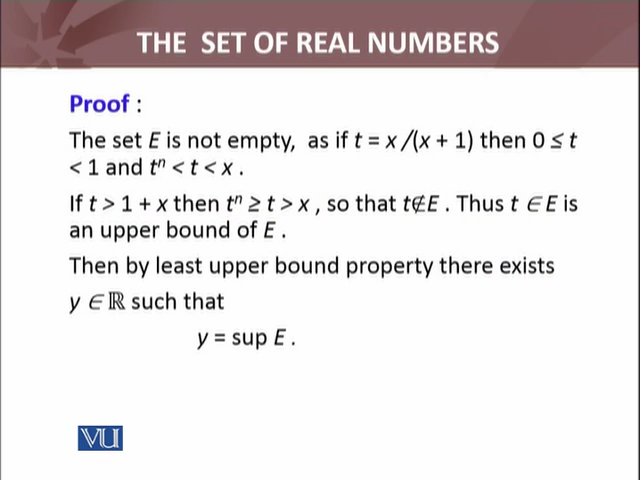 THE SET OF REAL NUMBERS
Proof :
The set E is not empty, as if t = x /(x + 1) then 0 ≤ t
< 1 and tⁿ < t < x .
If t > 1 + x then tⁿ ≥ t > x , so that t∉E . Thus t ∈ E is
an upper bound of E .
Then by least upper bound property there exists
y ∈ ℝ such that
y = sup E .
VU